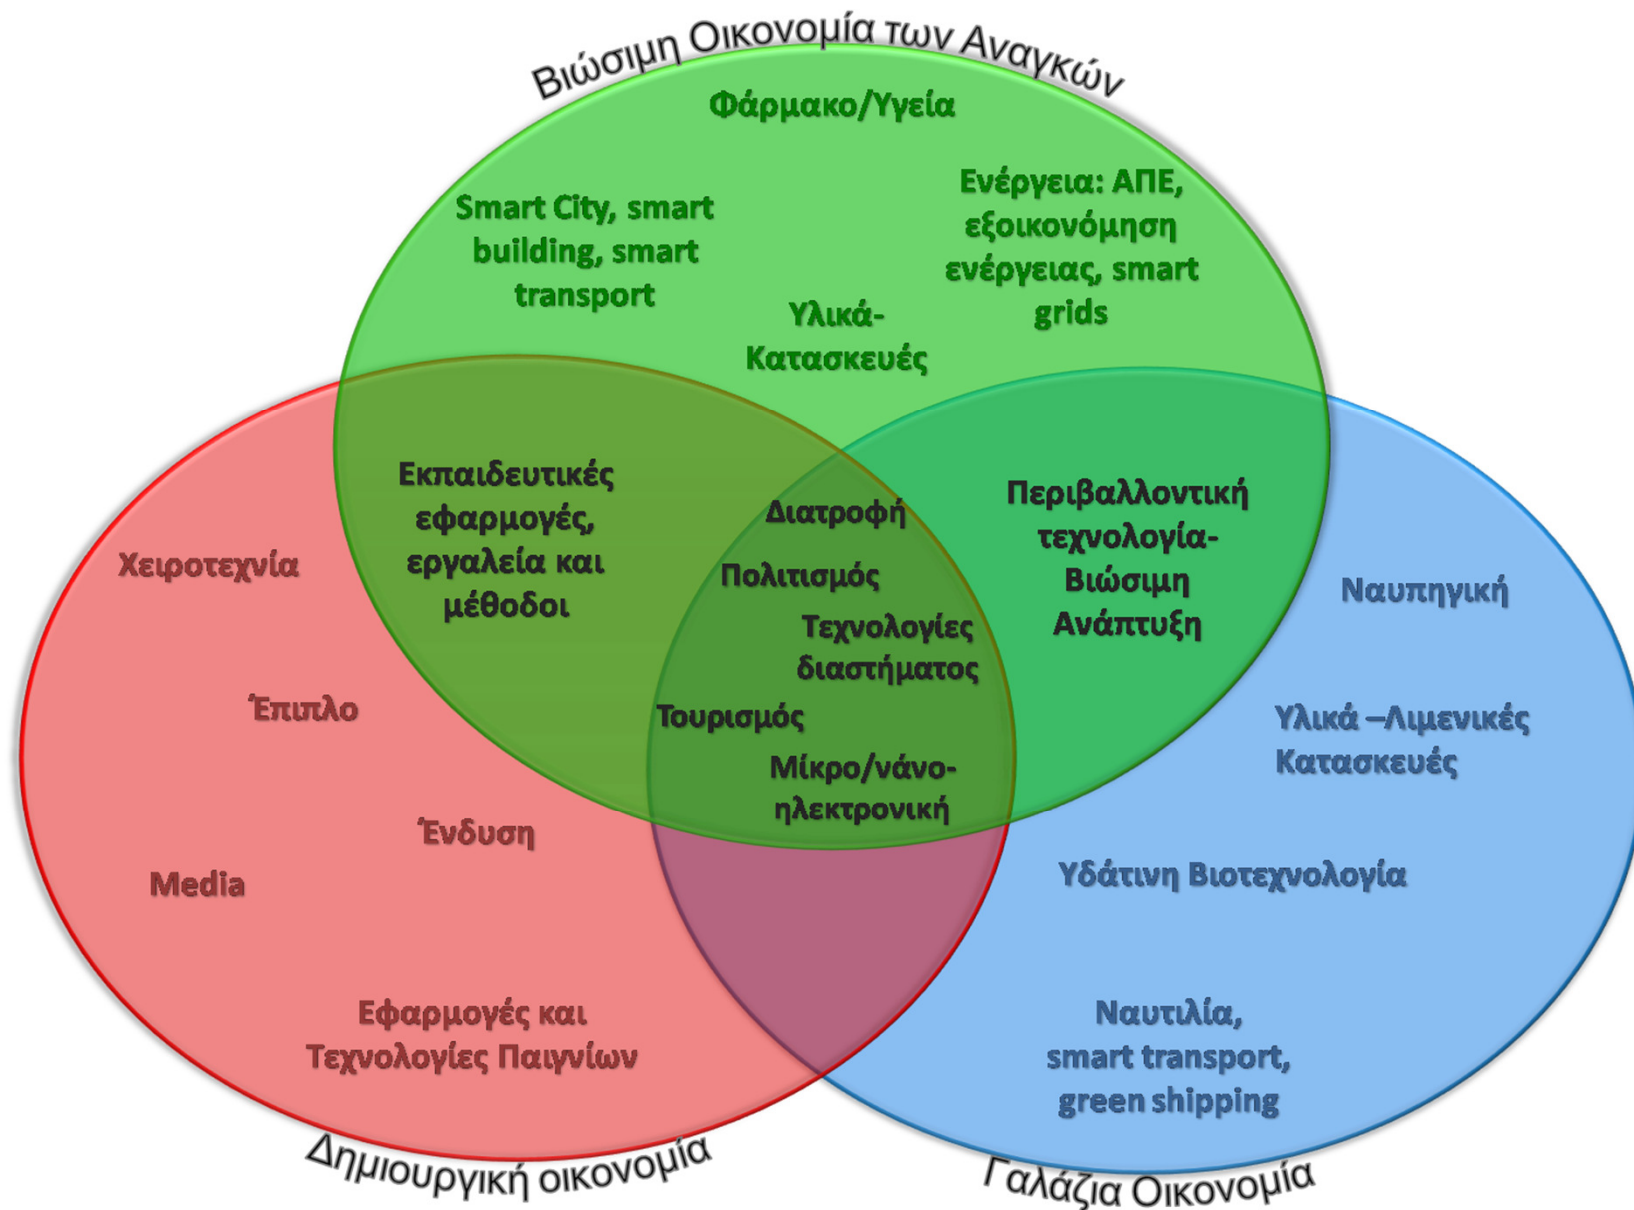 Βιώσιμη Οικονομία των Αναγκών
Φάρμακο/Υγεία
Smart City, smart
building, smart
transport
Ενέργεια: ΑΠΕ,
εξοικονόμηση
ενέργειας, smart
grids
Υλικά-
Κατασκευές
Εκπαιδευτικές
εφαρμογές,
εργαλεία και
μέθοδοι
Διατροφή
Πολιτισμός
Τεχνολογίες
διαστήματος
Τουρισμός
Μίκρο/νάνο-
ηλεκτρονική
Περιβαλλοντική
τεχνολογία-
Βιώσιμη
Ανάπτυξη
Χειροτεχνία
Έπιπλο
Ένδυση
Media
Εφαρμογές και
Τεχνολογίες Παιγνίων
Ναυπηγική
Υλικά –Λιμενικές
Κατασκευές
Υδάτινη Βιοτεχνολογία
Ναυτιλία,
smart transport,
green shipping
Δημιουργική οικονομία
Γαλάζια Οικονομία